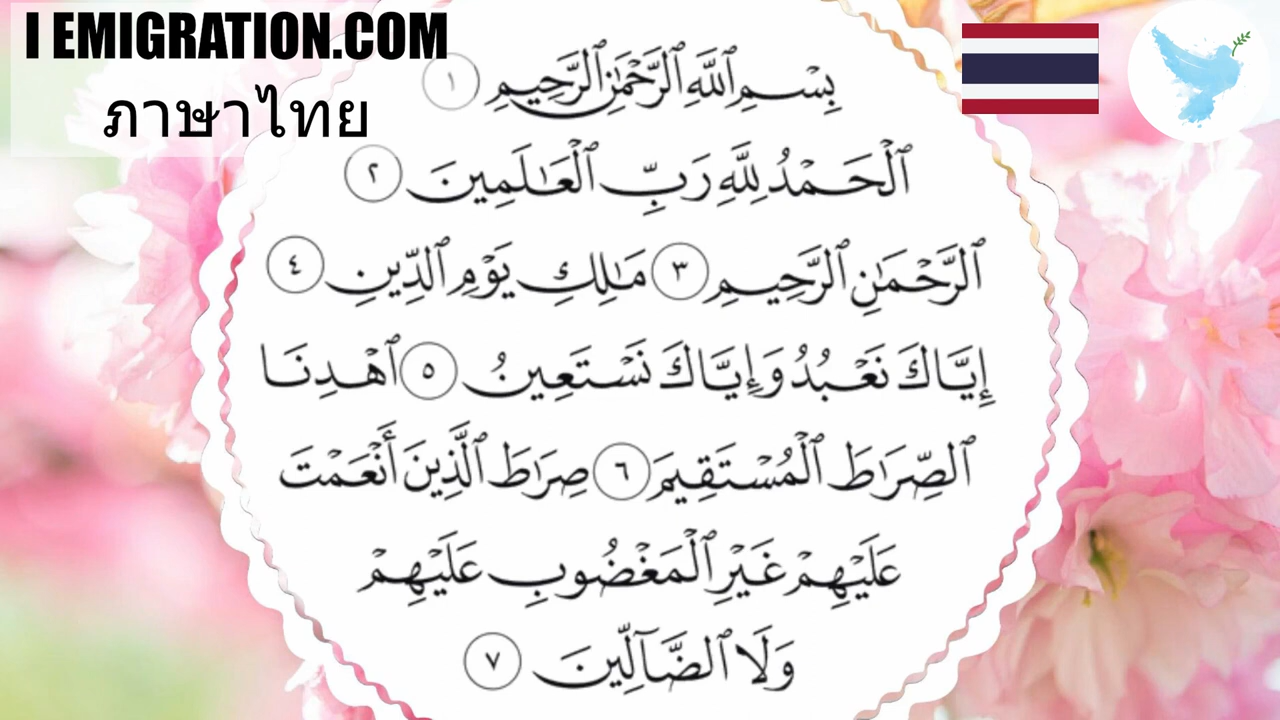 I EMIGRATION.COM
ภาษาไทย
بِسْمِ ٱللَّهِ ٱلرَّحْمَٰنِ ٱلرَّحِيمِ ١
ٱلْحَمْدُ لِلَّهِ رَبِّ ٱلْعَٰلَمِينَ ٢
ٱلرَّحْمَٰنِ ٱلرَّحِيمِ ٣ مَٰلِكِ يَوْمِ ٱلدِّينِ ٤
إِيَّاكَ نَعْبُدُ وَإِيَّاكَ نَسْتَعِينُ ٥ ٱهْدِنَا
ٱلصِّرَٰطَ ٱلْمُسْتَقِيمَ ٦ صِرَٰطَ ٱلَّذِينَ أَنْعَمْتَ
عَلَيْهِمْ غَيْرِ ٱلْمَغْضُوبِ عَلَيْهِمْ
وَلَا ٱلضَّآلِّينَ ٧